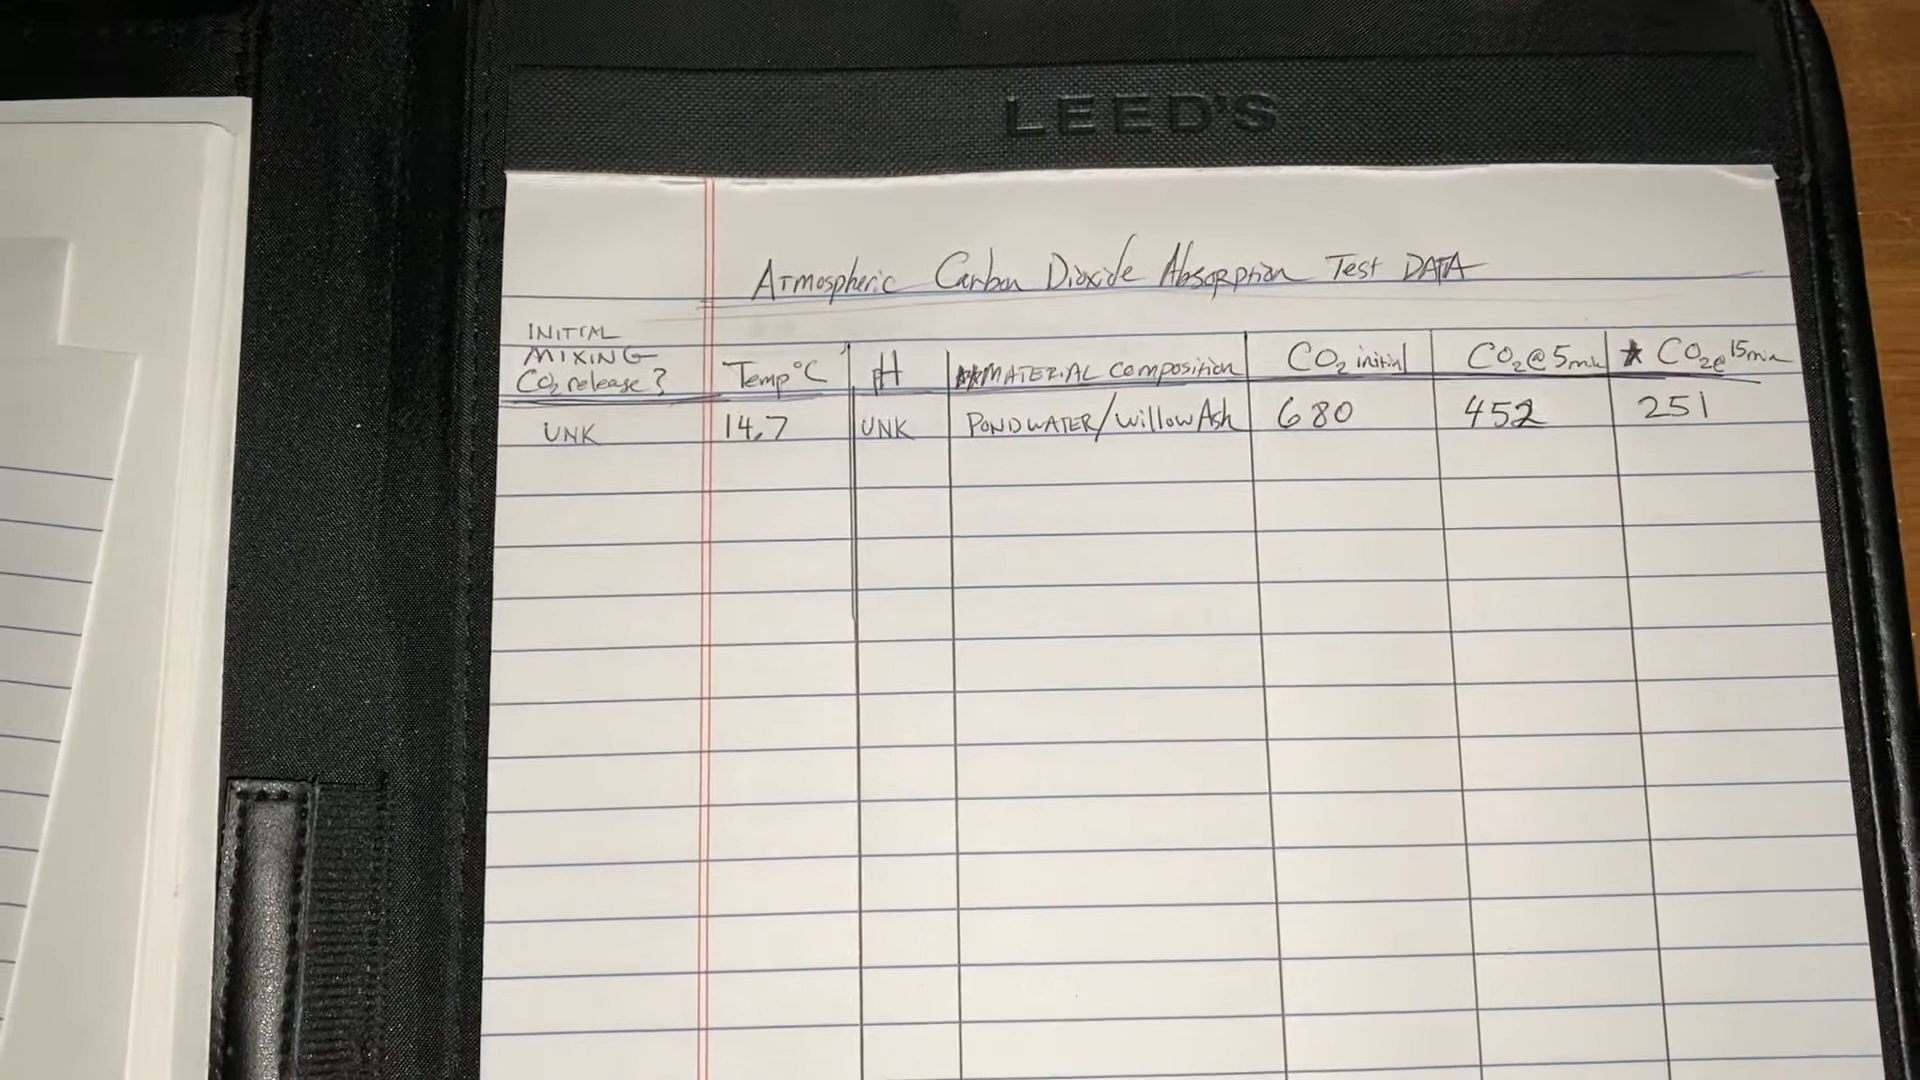 LEED'S
Atmospheric Carbon Dioxide Absorption Test DATA
INITIAL
MIXING
CO₂ release? Temp°C pH **MATERIAL composition CO₂ initial CO₂@5min ★ CO₂@15min
UNK 14.7 UNK PONDWATER/Willow Ash 680 452 251